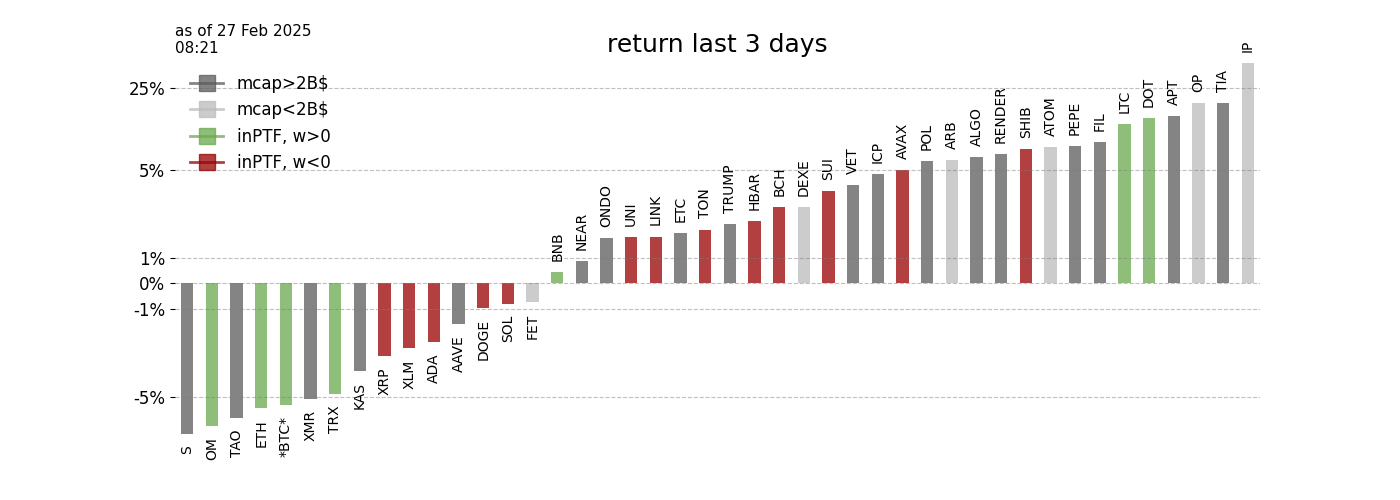 as of 27 Feb 2025
08:21
return last 3 days
mcap>2B$
mcap<2B$
inPTF, w>0
inPTF, w<0
25%
5%
1%
0%
-1%
-5%
S
OM
TAO
ETH
*BTC*
XMR
TRX
KAS
XRP
XLM
ADA
AAVE
DOGE
SOL
FET
BNB
NEAR
ONDO
UNI
LINK
ETC
TON
TRUMP
HBAR
BCH
DEXE
SUI
VET
ICP
AVAX
POL
ARB
ALGO
RENDER
SHIB
ATOM
PEPE
FIL
LTC
DOT
APT
OP
TIA
IP